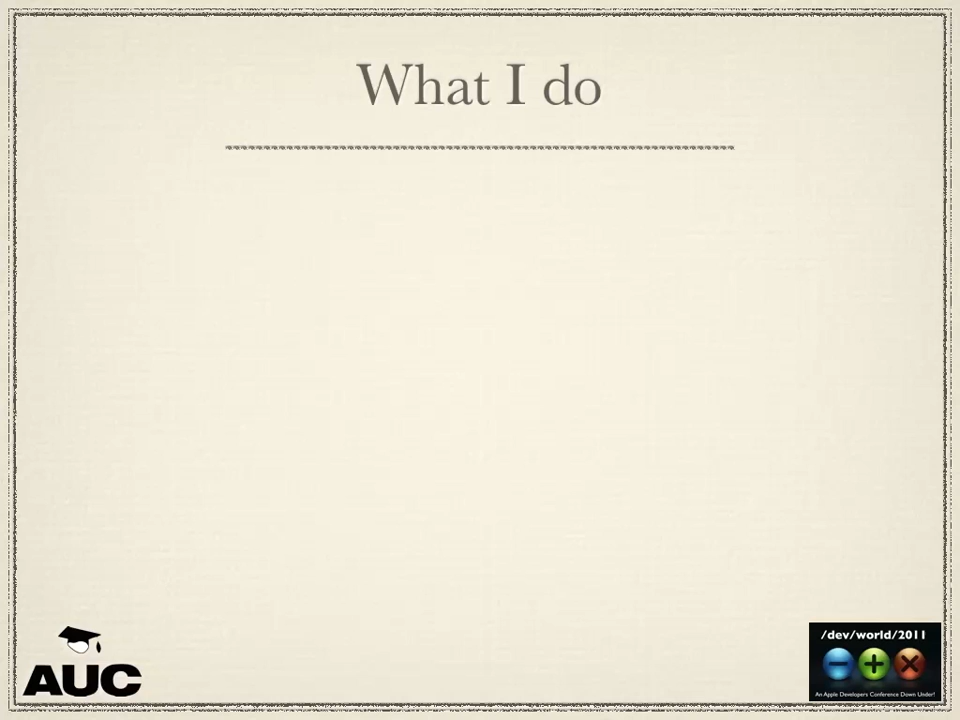 What I do
AUC
/dev/world/2011
An Apple Developers Conference Down Under!